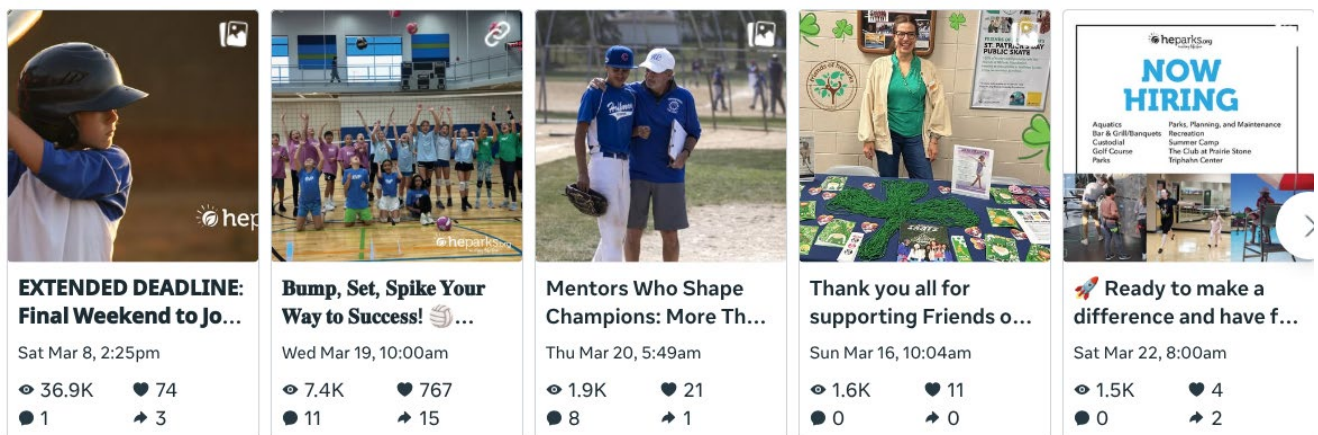 hep
EXTENDED DEADLINE:
Final Weekend to Jo...
Sat Mar 8, 2:25pm
36.9K 74
1 3
heparks.org
Bump, Set, Spike Your
Way to Success! 🏐...
Wed Mar 19, 10:00am
7.4K 767
11 15
Hoffman
Mentors Who Shape
Champions: More Th...
Thu Mar 20, 5:49am
1.9K 21
8 1
Friends of heparks
ST. PATRICK'S DAY
PUBLIC SKATE
Thank you all for
supporting Friends o...
Sun Mar 16, 10:04am
1.6K 11
0 0
heparks.org
NOW
HIRING
Aquatics
Bar & Grill/Banquets
Custodial
Golf Course
Parks
Parks, Planning, and Maintenance
Recreation
Summer Camp
The Club at Prairie Stone
Triphahn Center
🚀 Ready to make a
difference and have f...
Sat Mar 22, 8:00am
1.5K 4
0 2